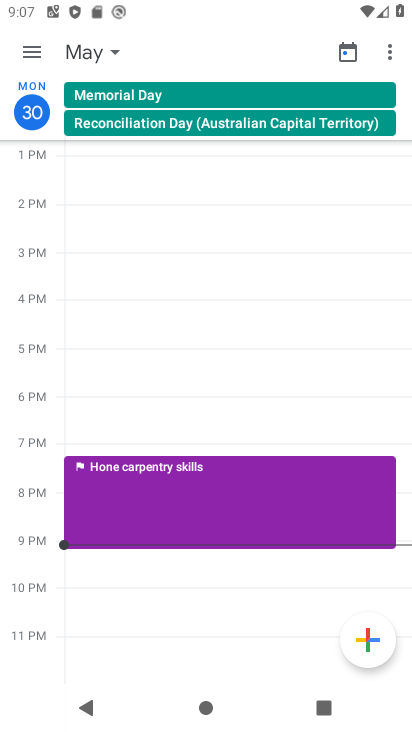 9:07
May
MON
30
Memorial Day
Reconciliation Day (Australian Capital Territory)
1 PM
2 PM
3 PM
4 PM
5 PM
6 PM
7 PM
Hone carpentry skills
8 PM
9 PM
10 PM
11 PM